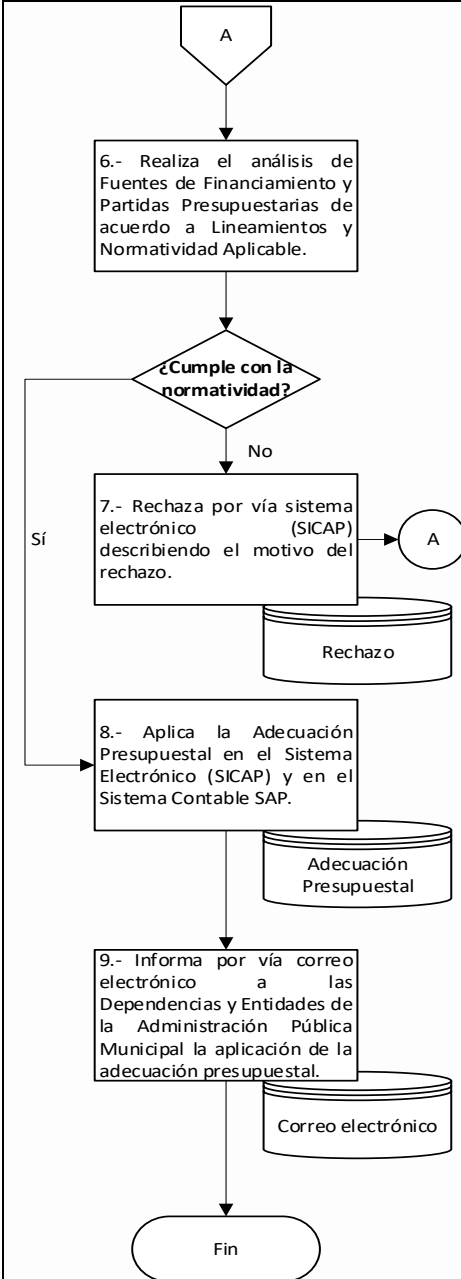 A
6.- Realiza el análisis de
Fuentes de Financiamiento y
Partidas Presupuestarias de
acuerdo a Lineamientos y
Normatividad Aplicable.
¿Cumple con la
normatividad?
No
Sí
7.- Rechaza por vía sistema
electrónico (SICAP)
describiendo el motivo del
rechazo.
A
Rechazo
8.- Aplica la Adecuación
Presupuestal en el Sistema
Electrónico (SICAP) y en el
Sistema Contable SAP.
Adecuación
Presupuestal
9.- Informa por vía correo
electrónico a las
Dependencias y Entidades de
la Administración Pública
Municipal la aplicación de la
adecuación presupuestal.
Correo electrónico
Fin